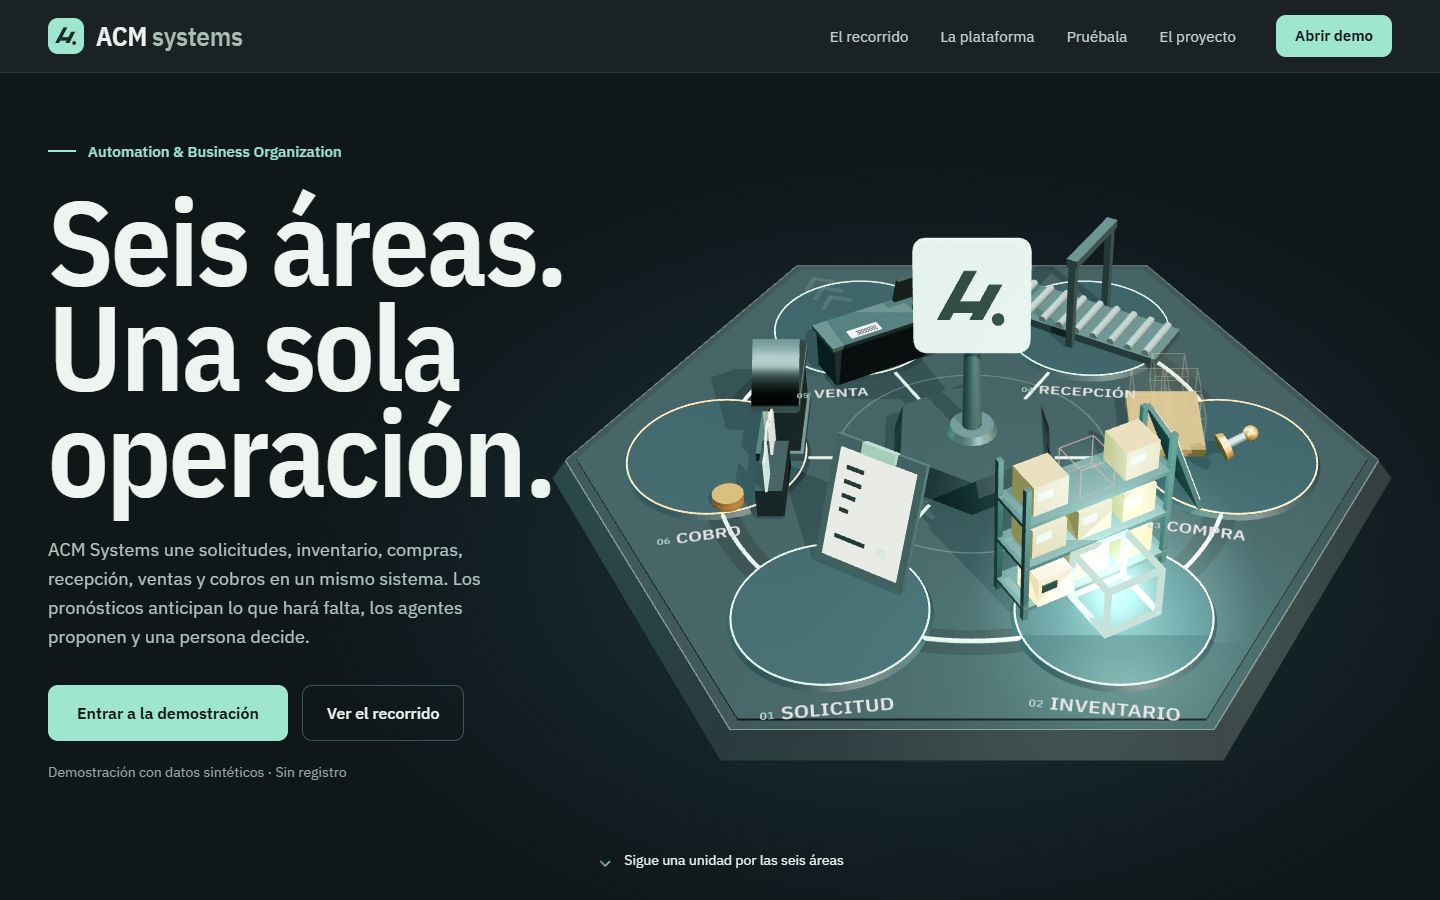 ACM systems
El recorrido
La plataforma
Pruébala
El proyecto
Abrir demo
Automation & Business Organization
Seis áreas.
Una sola
operación.
ACM Systems une solicitudes, inventario, compras,
recepción, ventas y cobros en un mismo sistema. Los
pronósticos anticipan lo que hará falta, los agentes
proponen y una persona decide.
Entrar a la demostración
Ver el recorrido
Demostración con datos sintéticos · Sin registro
05 VENTA
04 RECEPCIÓN
06 COBRO
03 COMPRA
01 SOLICITUD
02 INVENTARIO
Sigue una unidad por las seis áreas